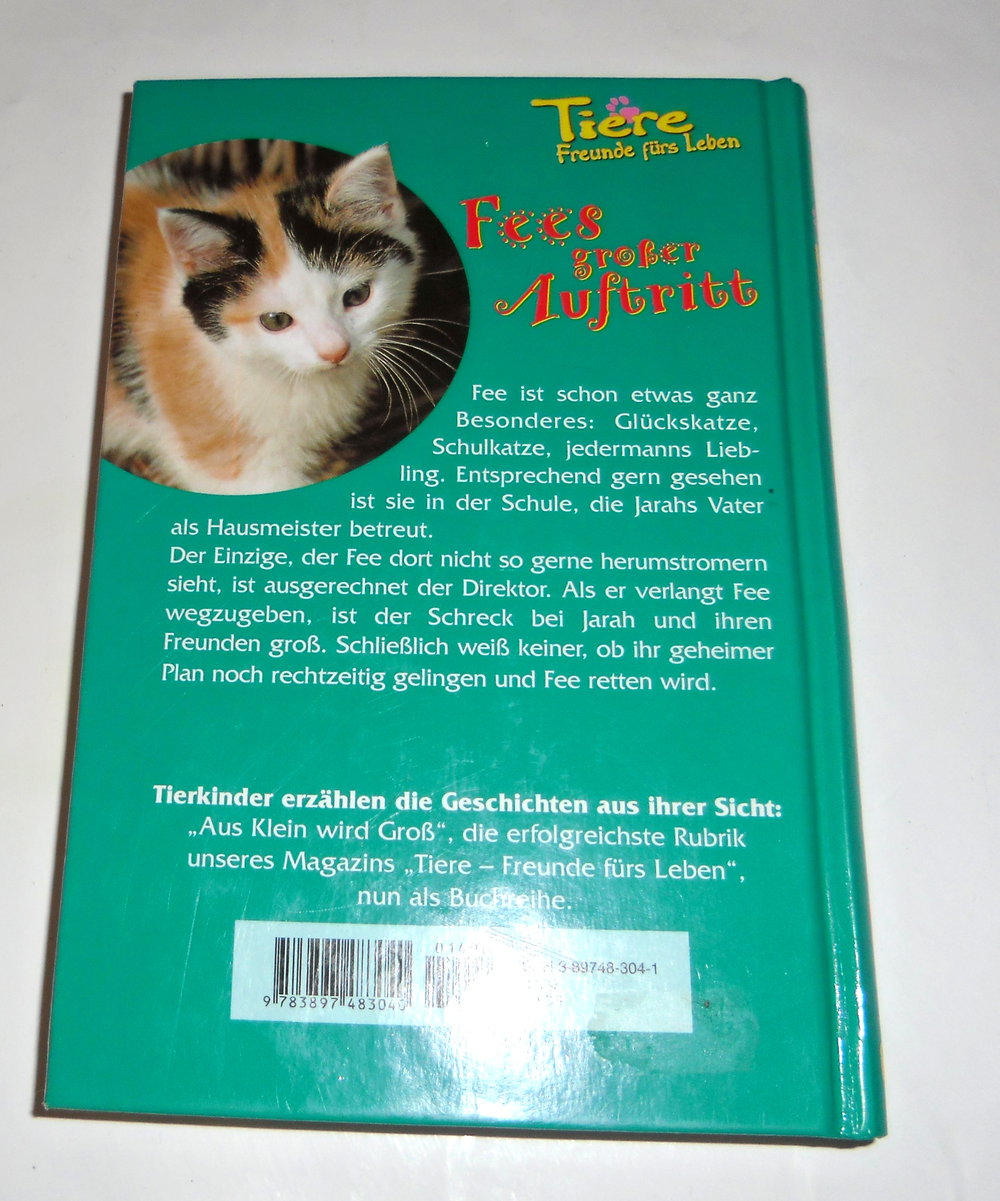 Tiere
Freunde fürs Leben
Fees
großer
Auftritt
Fee ist schon etwas ganz
Besonderes: Glückskatze,
Schulkatze, jedermanns Lieb-
ling. Entsprechend gern gesehen
ist sie in der Schule, die Jarahs Vater
als Hausmeister betreut.
Der Einzige, der Fee dort nicht so gerne herumstromern
sieht, ist ausgerechnet der Direktor. Als er verlangt Fee
wegzugeben, ist der Schreck bei Jarah und ihren
Freunden groß. Schließlich weiß keiner, ob ihr geheimer
Plan noch rechtzeitig gelingen und Fee retten wird.
Tierkinder erzählen die Geschichten aus ihrer Sicht:
„Aus Klein wird Groß“, die erfolgreichste Rubrik
unseres Magazins „Tiere – Freunde fürs Leben“,
nun als Buchreihe.
3-89748-304-1
9 783897 483040